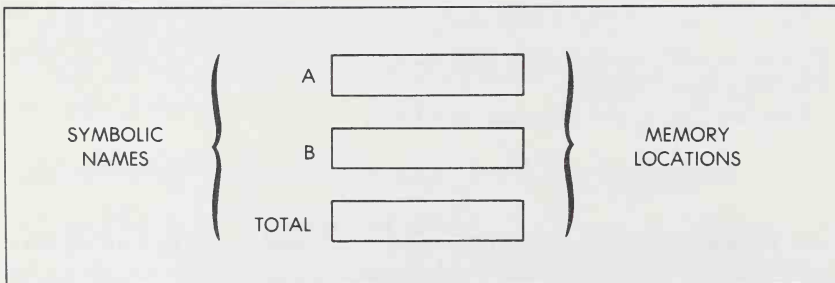 SYMBOLIC
NAMES
A
B
TOTAL
MEMORY
LOCATIONS